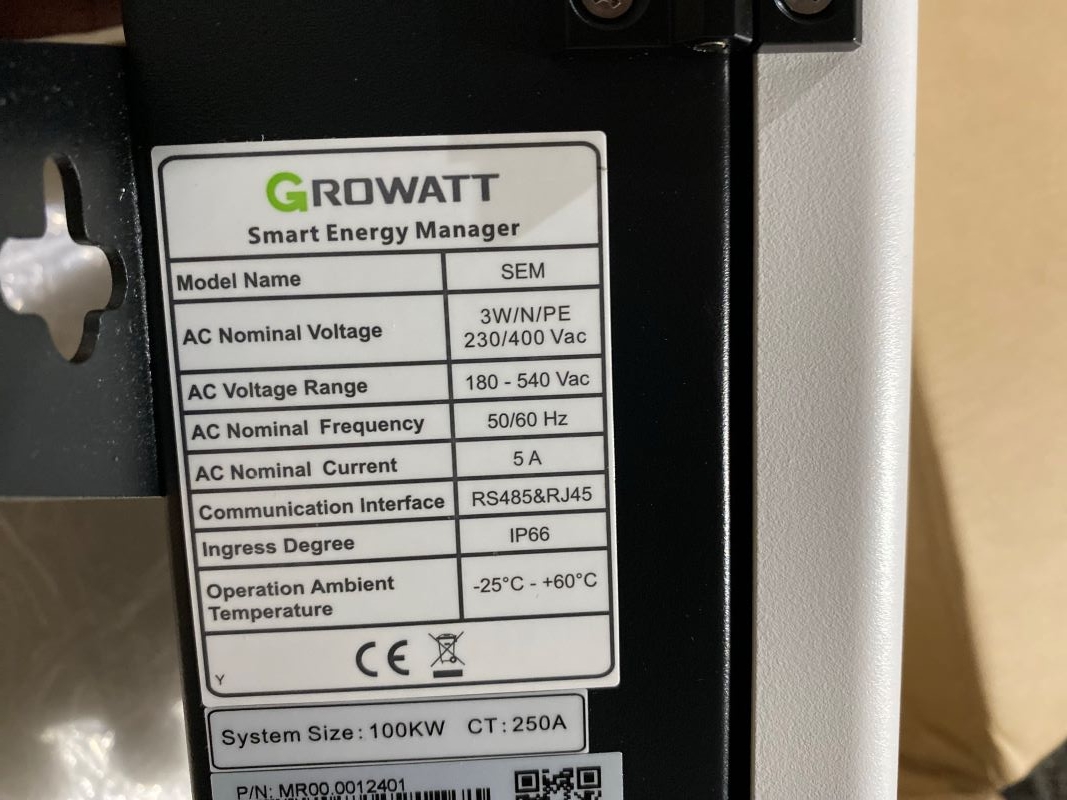 GROWATT
Smart Energy Manager
Model Name SEM
AC Nominal Voltage 3W/N/PE 230/400 Vac
AC Voltage Range 180 - 540 Vac
AC Nominal Frequency 50/60 Hz
AC Nominal Current 5 A
Communication Interface RS485&RJ45
Ingress Degree IP66
Operation Ambient Temperature -25°C - +60°C
CE
Y
System Size: 100KW CT: 250A
P/N: MR00.0012401